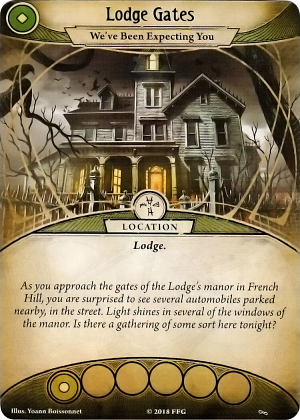 Lodge Gates
We've Been Expecting You
LOCATION
Lodge.
As you approach the gates of the Lodge's manor in French
Hill, you are surprised to see several automobiles parked
nearby, in the street. Light shines in several of the windows of
the manor. Is there a gathering of some sort here tonight?
Illus. Yoann Boissonnet
© 2018 FFG